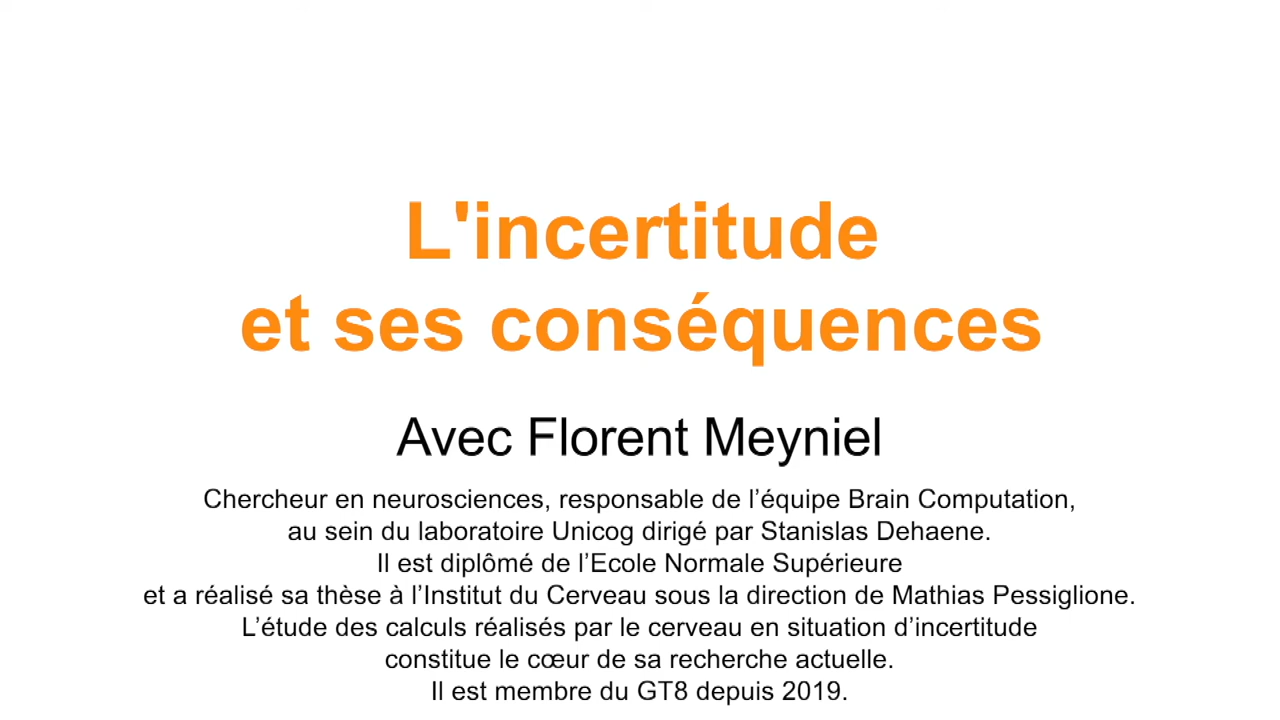 L'incertitude
et ses conséquences
Avec Florent Meyniel
Chercheur en neurosciences, responsable de l’équipe Brain Computation,
au sein du laboratoire Unicog dirigé par Stanislas Dehaene.
Il est diplômé de l’Ecole Normale Supérieure
et a réalisé sa thèse à l’Institut du Cerveau sous la direction de Mathias Pessiglione.
L’étude des calculs réalisés par le cerveau en situation d’incertitude
constitue le cœur de sa recherche actuelle.
Il est membre du GT8 depuis 2019.